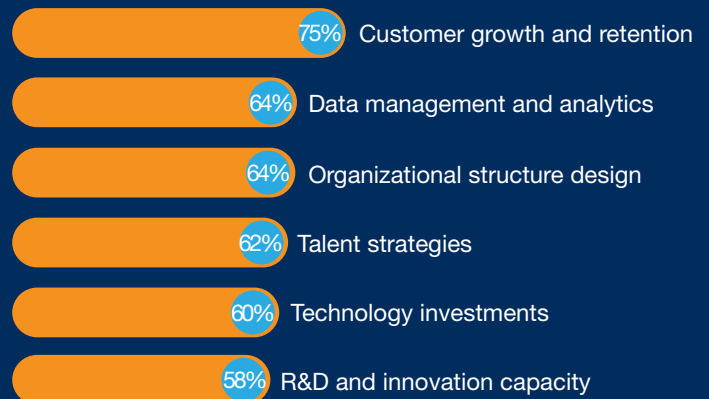 75% Customer growth and retention
64% Data management and analytics
64% Organizational structure design
62% Talent strategies
60% Technology investments
58% R&D and innovation capacity